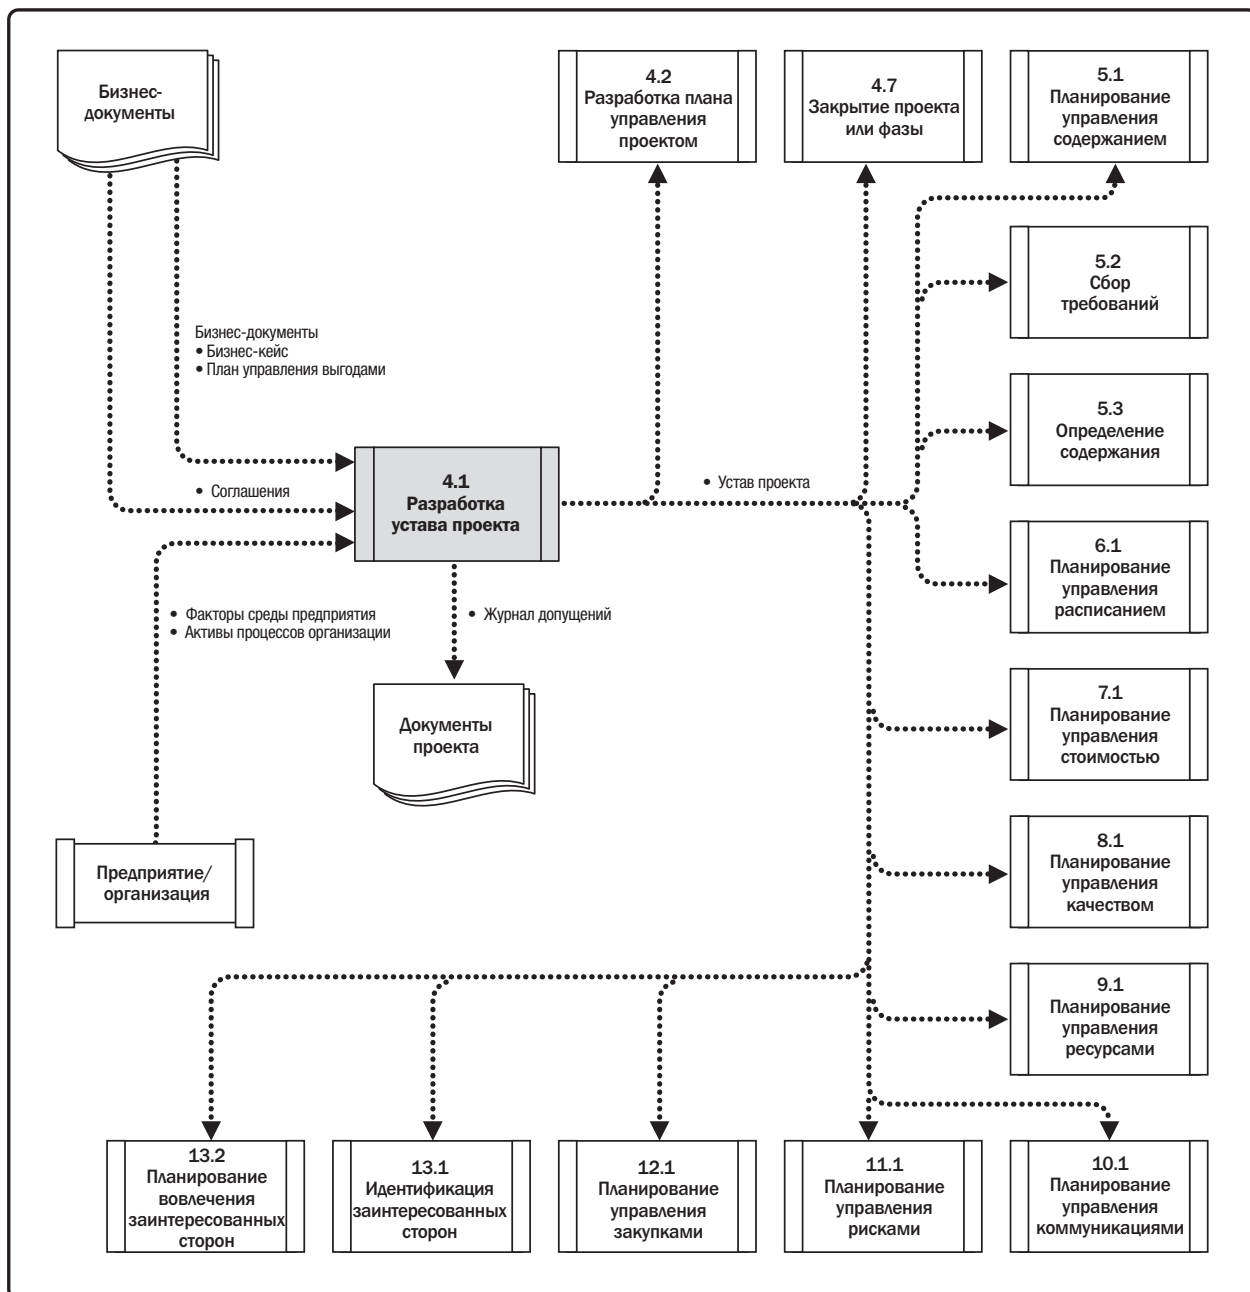 Бизнес-
документы
4.2
Разработка плана
управления
проектом
4.7
Закрытие проекта
или фазы
5.1
Планирование
управления
содержанием
5.2
Сбор
требований
Бизнес-документы
• Бизнес-кейс
• План управления выгодами
5.3
Определение
содержания
4.1
Разработка
устава проекта
• Соглашения
• Устав проекта
6.1
Планирование
управления
расписанием
• Факторы среды предприятия
• Активы процессов организации
• Журнал допущений
Документы
проекта
7.1
Планирование
управления
стоимостью
8.1
Планирование
управления
качеством
Предприятие/
организация
9.1
Планирование
управления
ресурсами
13.2
Планирование
вовлечения
заинтересованных
сторон
13.1
Идентификация
заинтересованных
сторон
12.1
Планирование
управления
закупками
11.1
Планирование
управления
рисками
10.1
Планирование
управления
коммуникациями